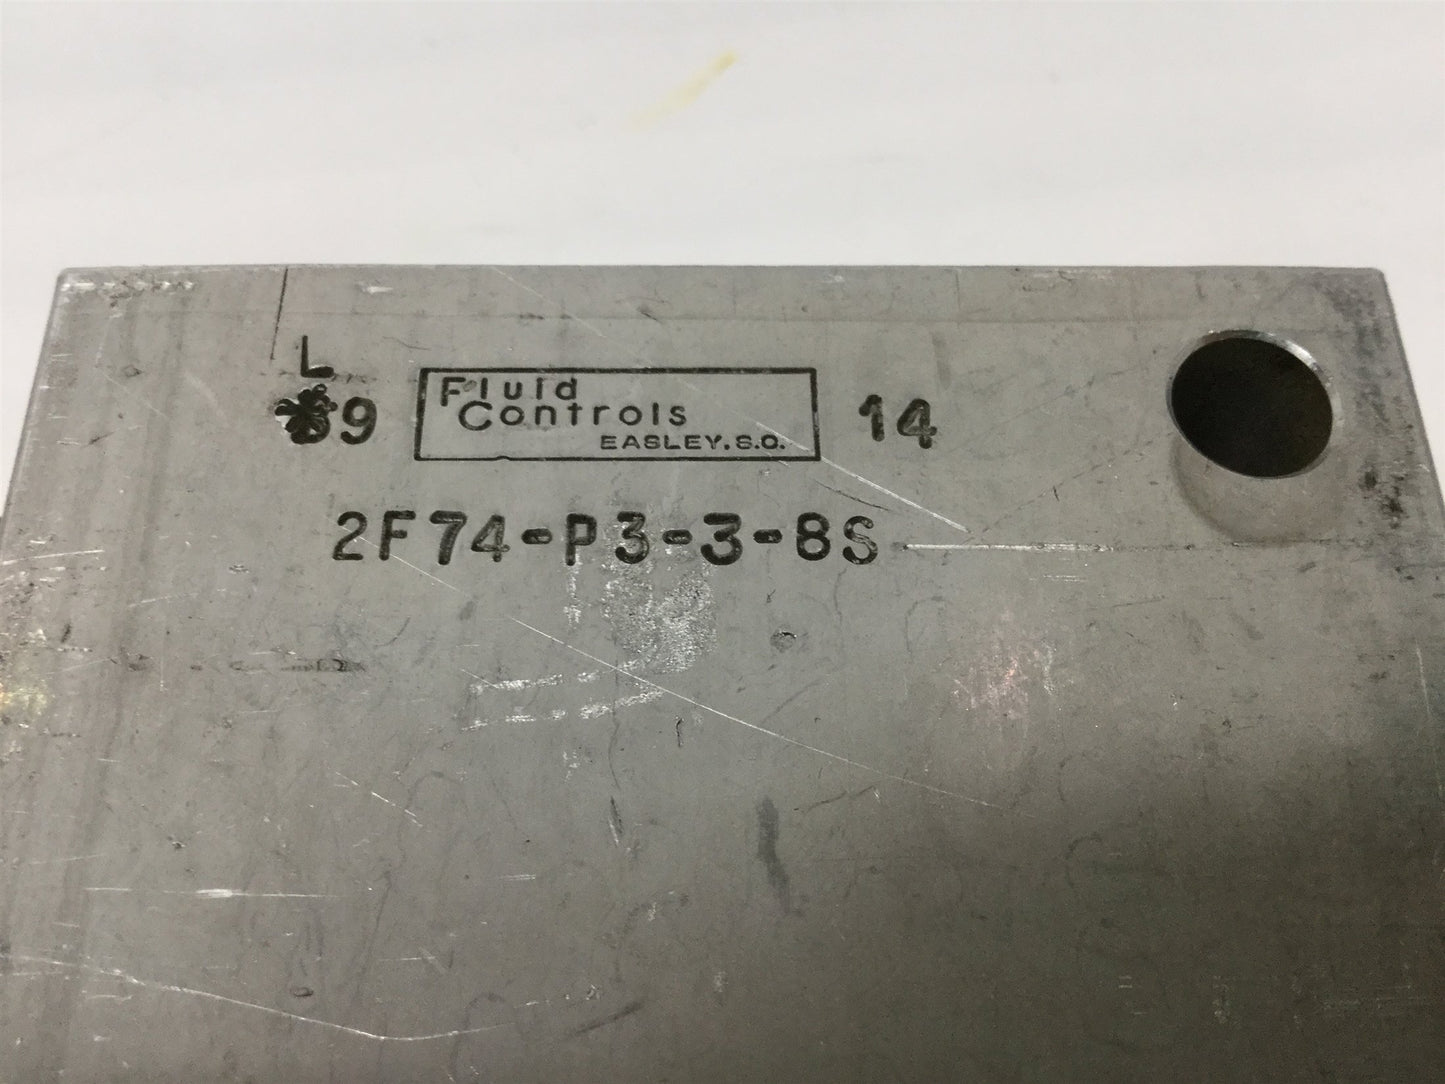 L
9
Fluid
Controls
EASLEY, S.C.
14
2F74-P3-3-8S